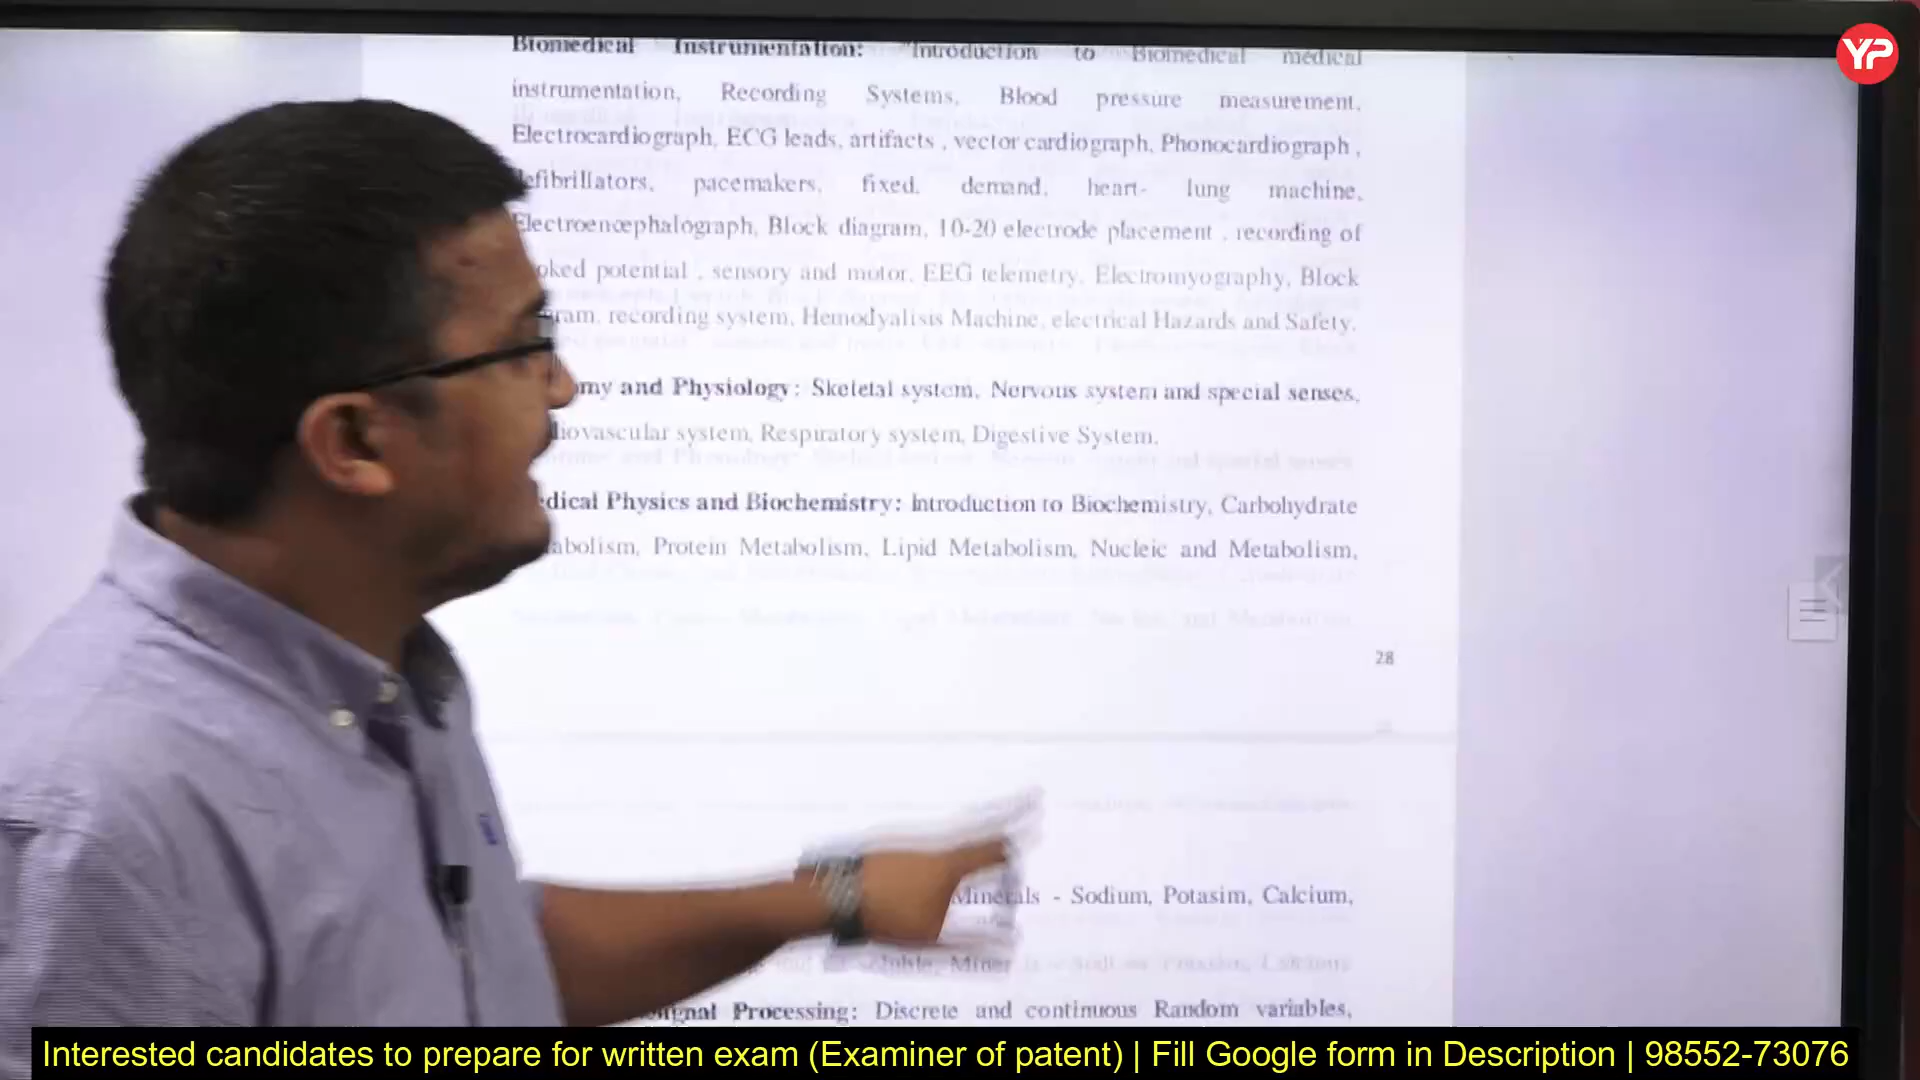 YP
Biomedical Instrumentation: "Introduction to Biomedical medical
instrumentation, Recording Systems, Blood pressure measurement,
Electrocardiograph, ECG leads, artifacts , vector cardiograph, Phonocardiograph ,
efibrillators, pacemakers, fixed, demand, heart- lung machine,
Electroencephalograph, Block diagram, 10-20 electrode placement , recording of
oked potential , sensory and motor, EEG telemetry, Electromyography, Block
ram, recording system, Hemodyalisis Machine, electrical Hazards and Safety.
my and Physiology: Skeletal system, Nervous system and special senses,
iovascular system, Respiratory system, Digestive System.
dical Physics and Biochemistry: Introduction to Biochemistry, Carbohydrate
abolism, Protein Metabolism, Lipid Metabolism, Nucleic and Metabolism,
28
Minerals - Sodium, Potasim, Calcium,
ignal Processing: Discrete and continuous Random variables,
Interested candidates to prepare for written exam (Examiner of patent) | Fill Google form in Description | 98552-73076